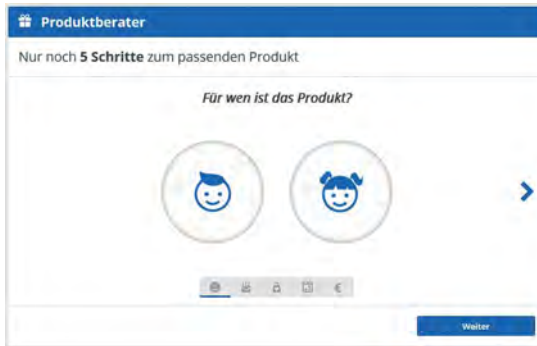 Produktberater
Nur noch 5 Schritte zum passenden Produkt
Für wen ist das Produkt?
€
Weiter